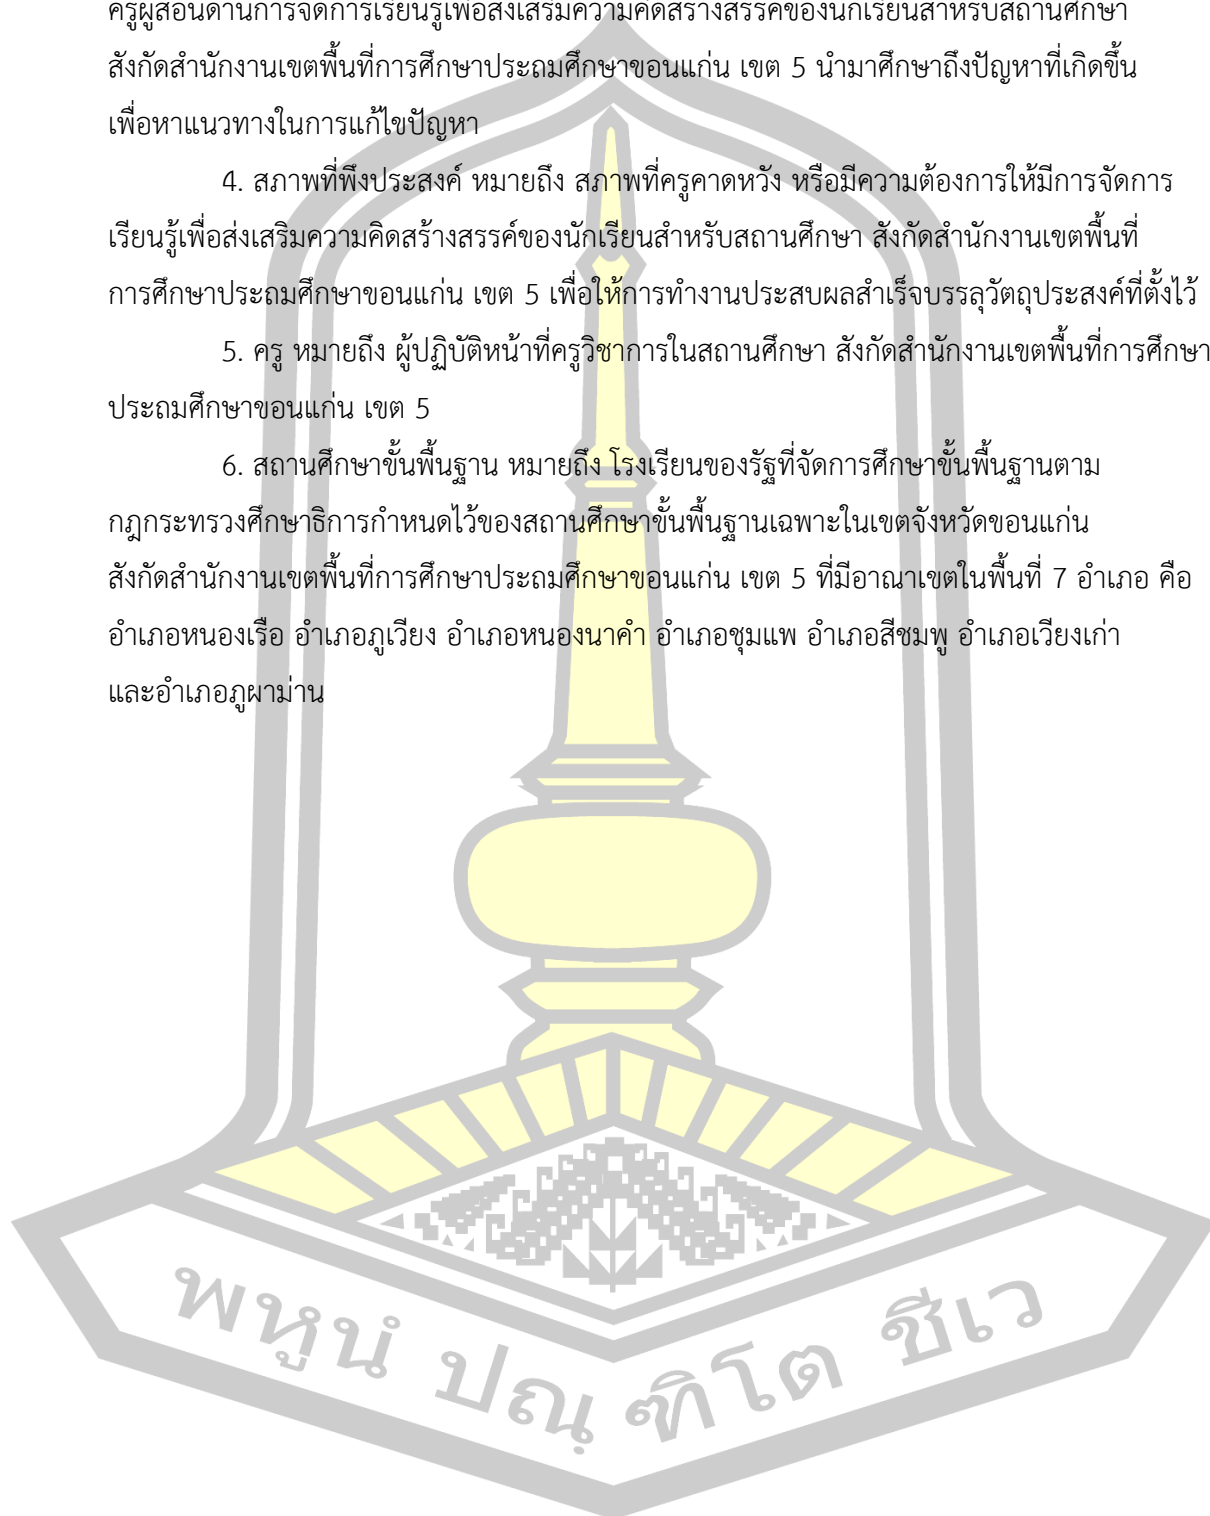 ครูผู้สอนด้านการจัดการเรียนรู้เพื่อส่งเสริมความคิดสร้างสรรค์ของนักเรียนสำหรับสถานศึกษา
สังกัดสำนักงานเขตพื้นที่การศึกษาประถมศึกษาขอนแก่น เขต 5 นำมาศึกษาถึงปัญหาที่เกิดขึ้น
เพื่อหาแนวทางในการแก้ไขปัญหา
4. สภาพที่พึงประสงค์ หมายถึง สภาพที่ครูคาดหวัง หรือมีความต้องการให้มีการจัดการ
เรียนรู้เพื่อส่งเสริมความคิดสร้างสรรค์ของนักเรียนสำหรับสถานศึกษา สังกัดสำนักงานเขตพื้นที่
การศึกษาประถมศึกษาขอนแก่น เขต 5 เพื่อให้การทำงานประสบผลสำเร็จบรรลุวัตถุประสงค์ที่ตั้งไว้
5. ครู หมายถึง ผู้ปฏิบัติหน้าที่ครูวิชาการในสถานศึกษา สังกัดสำนักงานเขตพื้นที่การศึกษา
ประถมศึกษาขอนแก่น เขต 5
6. สถานศึกษาขั้นพื้นฐาน หมายถึง โรงเรียนของรัฐที่จัดการศึกษาขั้นพื้นฐานตาม
กฎกระทรวงศึกษาธิการกำหนดไว้ของสถานศึกษาขั้นพื้นฐานเฉพาะในเขตจังหวัดขอนแก่น
สังกัดสำนักงานเขตพื้นที่การศึกษาประถมศึกษาขอนแก่น เขต 5 ที่มีอาณาเขตในพื้นที่ 7 อำเภอ คือ
อำเภอหนองเรือ อำเภอภูเวียง อำเภอหนองนาคำ อำเภอชุมแพ อำเภอสีชมพู อำเภอเวียงเก่า
และอำเภอภูผาม่าน
พหูนํ ปณฺฑิโต ชีเว